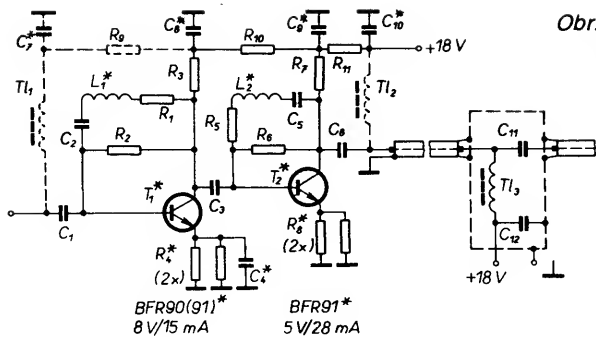 Obr.
C7*
R9
C6*
R10
C9*
C10*
+18 V
Tl1
L1*
R3
L2*
R7
R11
Tl2
C2
R1
R5
C5
R2
R6
C8
C11
T1*
T2*
Tl3
C1
C3
R4*
(2x)
C4*
R8*
(2x)
C12
+18 V
BFR90(91)*
8 V/15 mA
BFR91*
5 V/28 mA